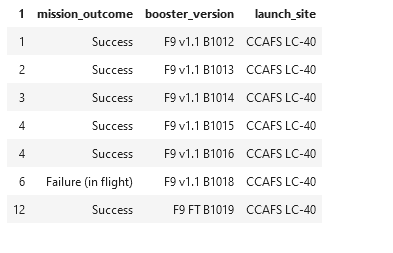 1 mission_outcome booster_version launch_site
1 Success F9 v1.1 B1012 CCAFS LC-40
2 Success F9 v1.1 B1013 CCAFS LC-40
3 Success F9 v1.1 B1014 CCAFS LC-40
4 Success F9 v1.1 B1015 CCAFS LC-40
4 Success F9 v1.1 B1016 CCAFS LC-40
6 Failure (in flight) F9 v1.1 B1018 CCAFS LC-40
12 Success F9 FT B1019 CCAFS LC-40